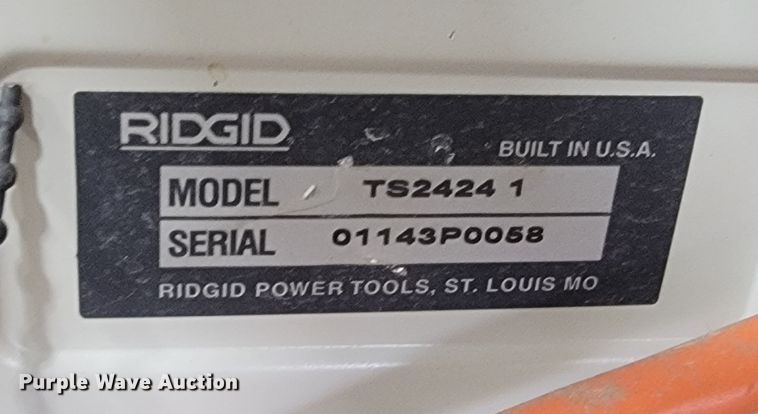 RIDGID
BUILT IN U.S.A.
MODEL TS2424 1
SERIAL 01143P0058
RIDGID POWER TOOLS, ST. LOUIS MO
Purple Wave Auction